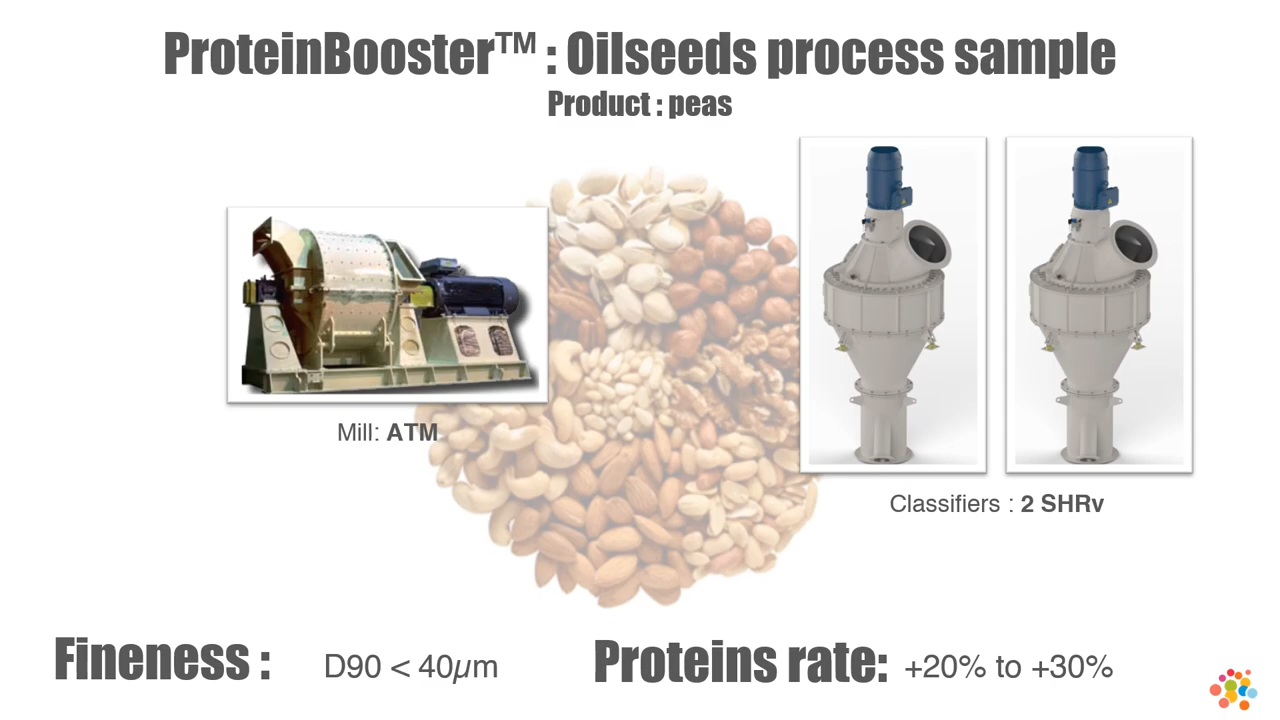 ProteinBooster™ : Oilseeds process sample
Product : peas
Mill: ATM
Classifiers : 2 SHRv
Fineness : D90 < 40µm
Proteins rate: +20% to +30%